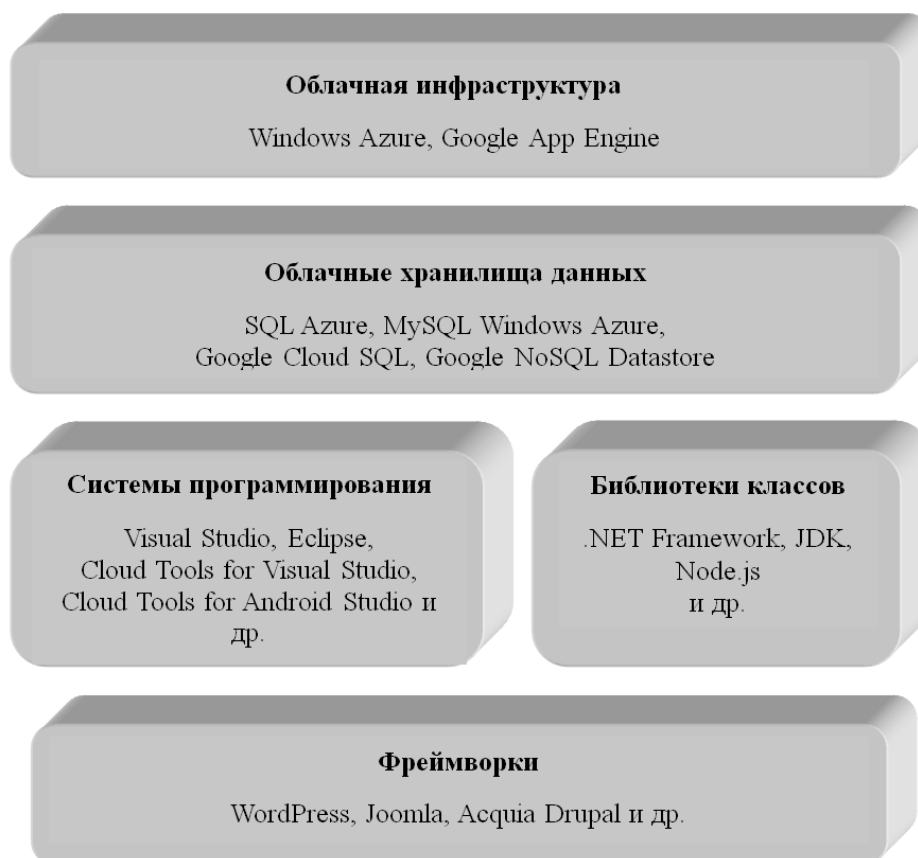 Облачная инфраструктура
Windows Azure, Google App Engine
Облачные хранилища данных
SQL Azure, MySQL Windows Azure,
Google Cloud SQL, Google NoSQL Datastore
Системы программирования
Visual Studio, Eclipse,
Cloud Tools for Visual Studio,
Cloud Tools for Android Studio и
др.
Библиотеки классов
.NET Framework, JDK,
Node.js
и др.
Фреймворки
WordPress, Joomla, Acquia Drupal и др.